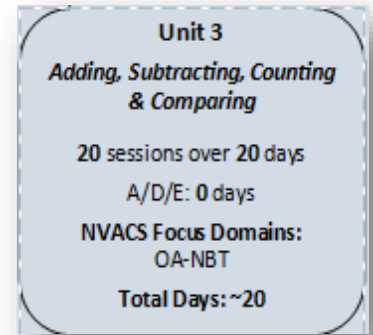 Unit 3
Adding, Subtracting, Counting
& Comparing
20 sessions over 20 days
A/D/E: 0 days
NVACS Focus Domains:
OA-NBT
Total Days: ~20